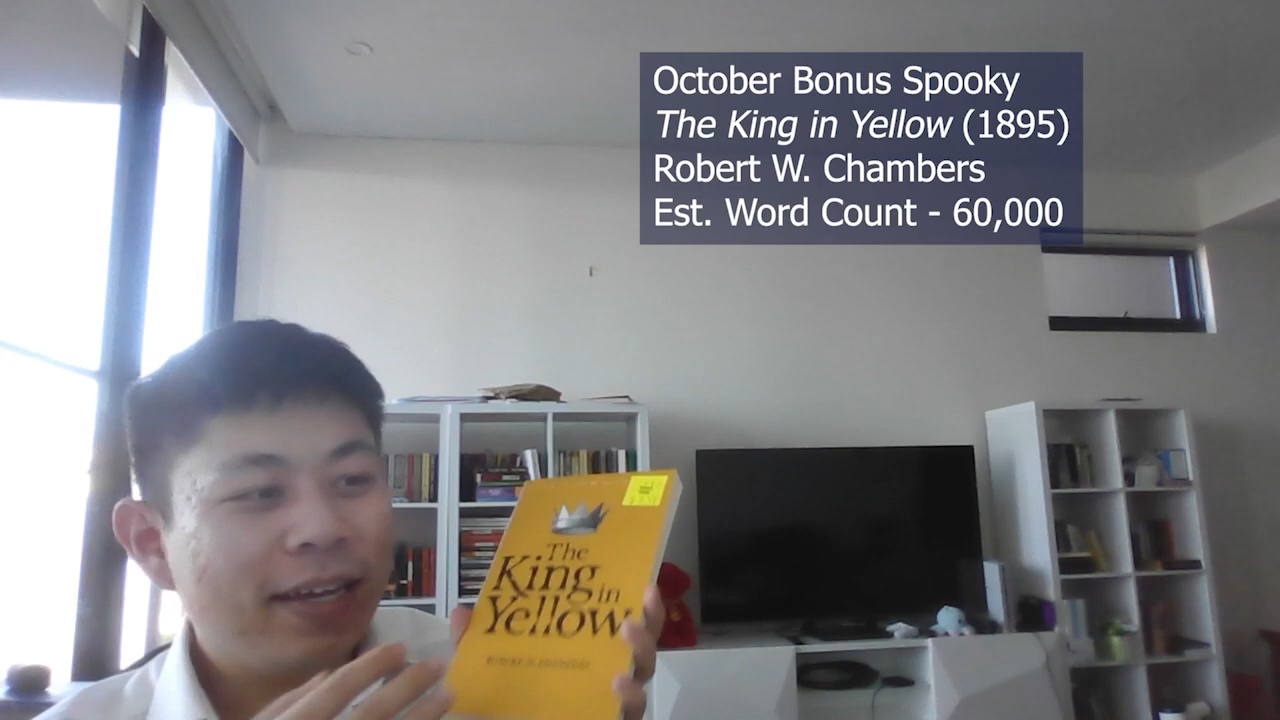 October Bonus Spooky
The King in Yellow (1895)
Robert W. Chambers
Est. Word Count - 60,000
The
King
in
Yellow